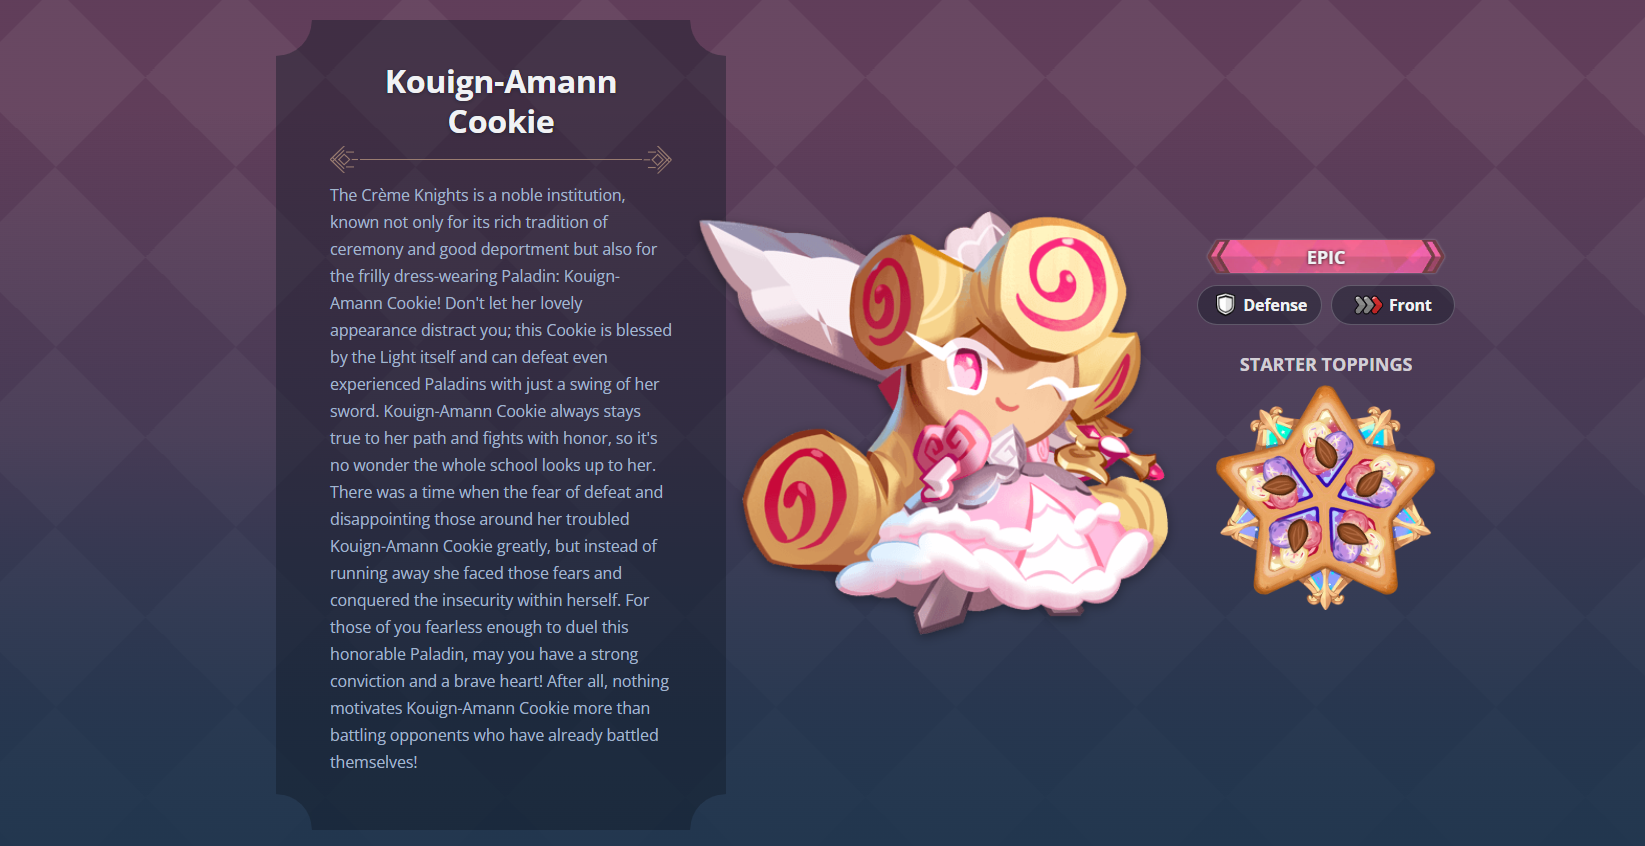 Kouign-Amann
Cookie
The Crème Knights is a noble institution,
known not only for its rich tradition of
ceremony and good deportment but also for
the frilly dress-wearing Paladin: Kouign-
Amann Cookie! Don't let her lovely
appearance distract you; this Cookie is blessed
by the Light itself and can defeat even
experienced Paladins with just a swing of her
sword. Kouign-Amann Cookie always stays
true to her path and fights with honor, so it's
no wonder the whole school looks up to her.
There was a time when the fear of defeat and
disappointing those around her troubled
Kouign-Amann Cookie greatly, but instead of
running away she faced those fears and
conquered the insecurity within herself. For
those of you fearless enough to duel this
honorable Paladin, may you have a strong
conviction and a brave heart! After all, nothing
motivates Kouign-Amann Cookie more than
battling opponents who have already battled
themselves!
EPIC
Defense
Front
STARTER TOPPINGS